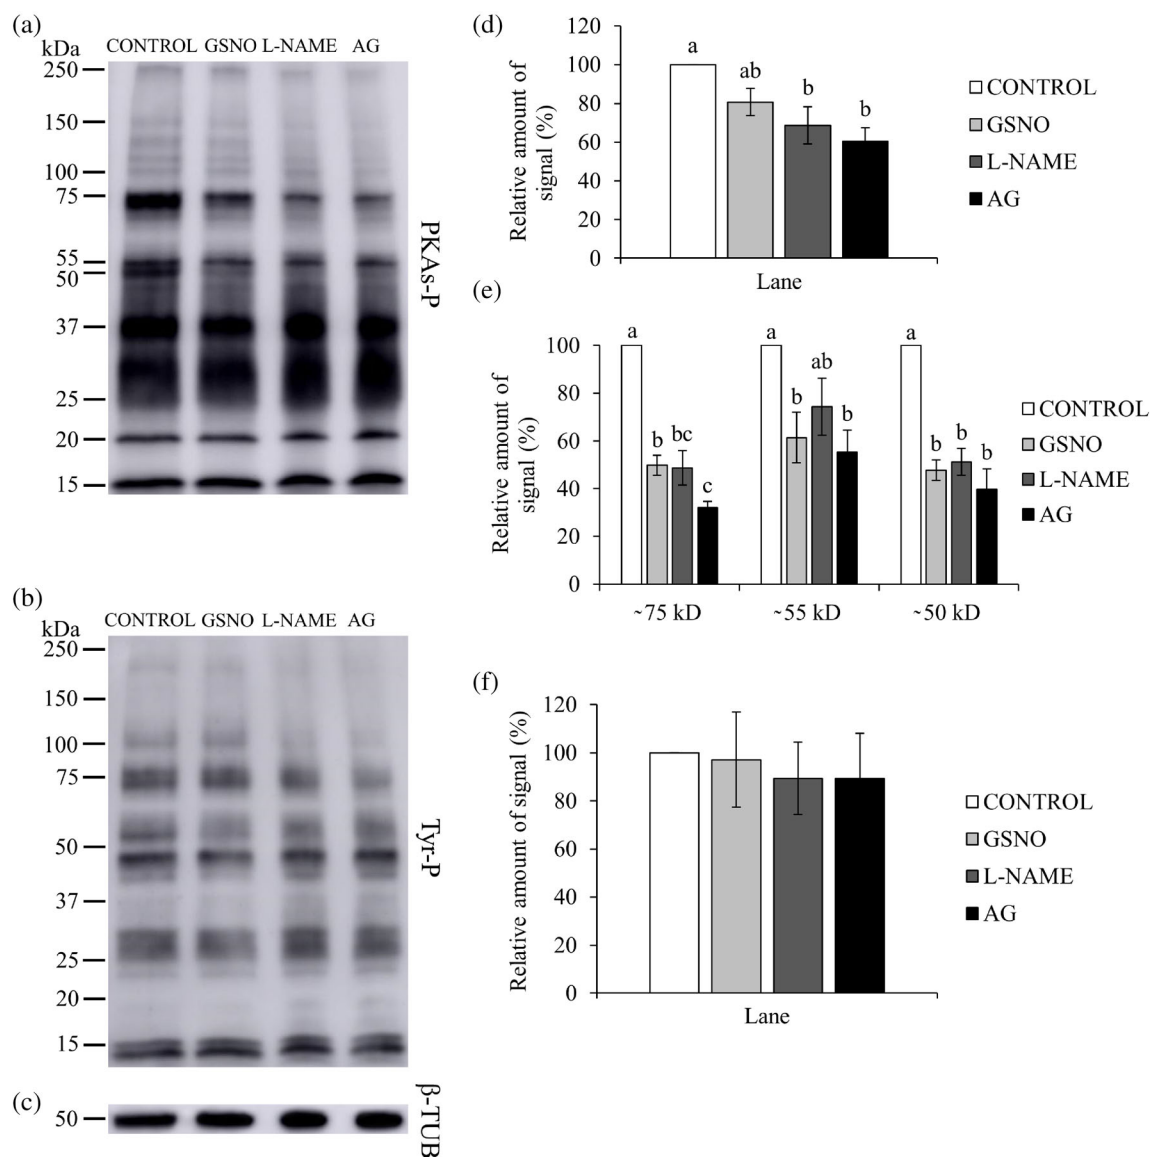 (a)
kDa
CONTROL GSNO L-NAME AG
250
150
100
75
55
50
37
25
20
15
PKAs-P
(b)
kDa
CONTROL GSNO L-NAME AG
250
150
100
75
50
37
25
20
15
Tyr-P
(c)
50
β-TUB
(d)
Relative amount of
signal (%)
120
100
80
60
40
20
0
a
ab
b
b
Lane
CONTROL
GSNO
L-NAME
AG
(e)
Relative amount of
signal (%)
100
80
60
40
20
0
a
b
bc
c
a
b
ab
b
a
b
b
b
~75 kD
~55 kD
~50 kD
CONTROL
GSNO
L-NAME
AG
(f)
Relative amount of signal (%)
120
100
80
60
40
20
0
Lane
CONTROL
GSNO
L-NAME
AG